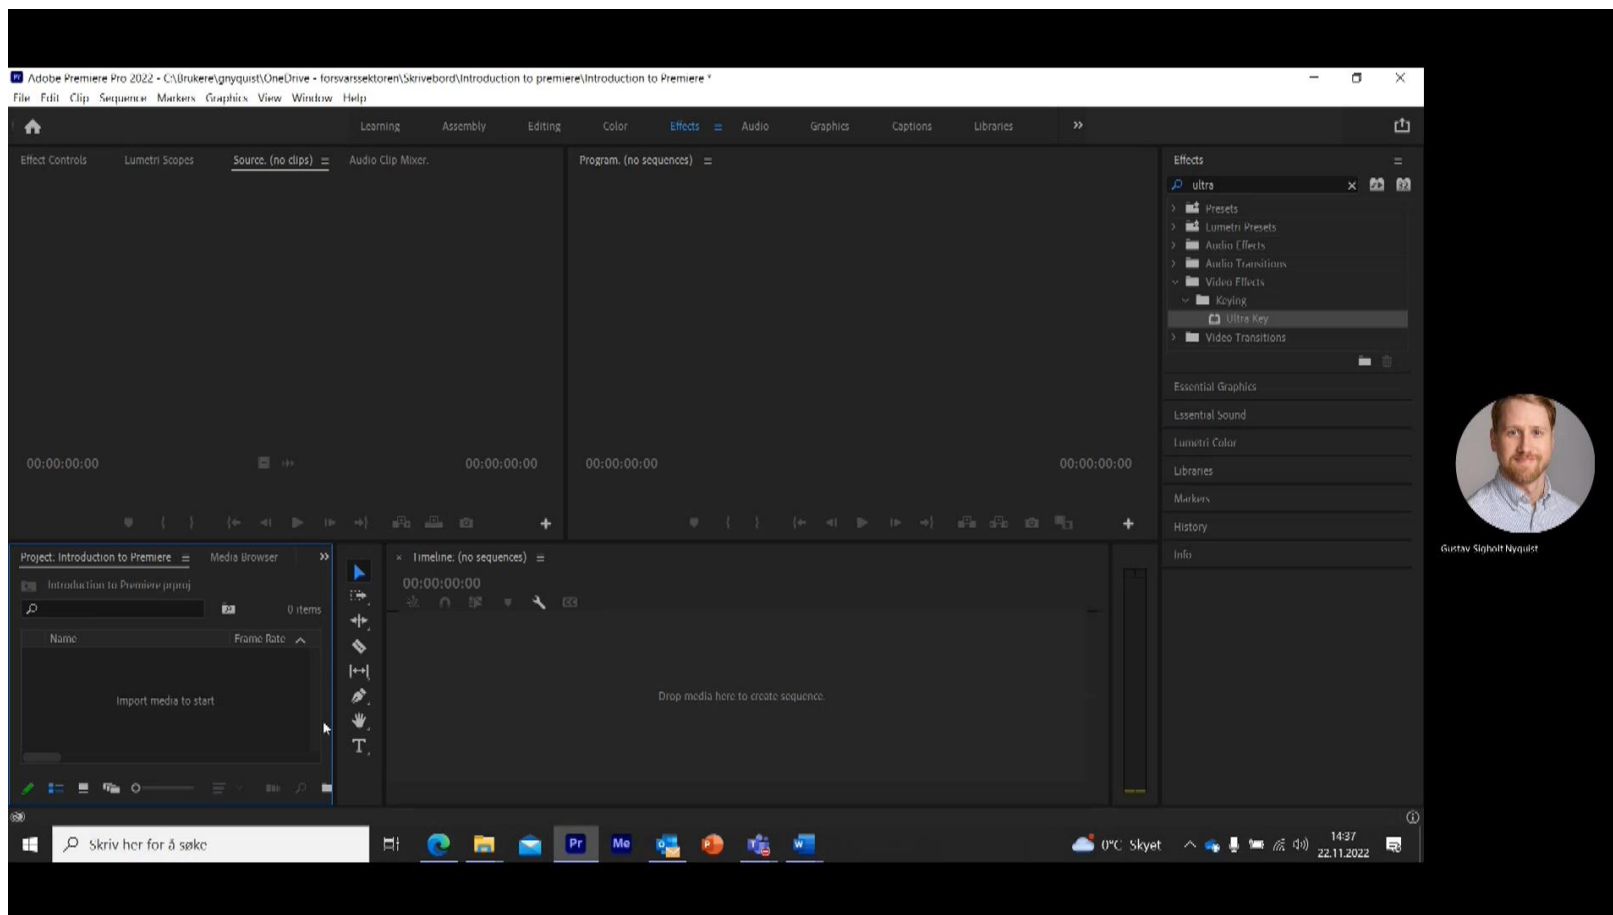 Adobe Premiere Pro 2022 - C:\Brukere\gnyquist\OneDrive - forsvarssektoren\Skrivebord\Introduction to premiere\Introduction to Premiere *
File Edit Clip Sequence Markers Graphics View Window Help
Learning Assembly Editing Color Effects Audio Graphics Captions Libraries
Effect Controls Lumetri Scopes Source: (no clips) Audio Clip Mixer:
Program: (no sequences)
Effects
ultra
Presets
Lumetri Presets
Audio Effects
Audio Transitions
Video Effects
Keying
Ultra Key
Video Transitions
Essential Graphics
Essential Sound
Lumetri Color
Libraries
Markers
History
Info
00:00:00:00 00:00:00:00 00:00:00:00 00:00:00:00
Project: Introduction to Premiere Media Browser
Introduction to Premiere.prproj
0 items
Name Frame Rate
Import media to start
Timeline: (no sequences)
00:00:00:00
Drop media here to create sequence.
Gustav Sigholt Nyquist
Skriv her for å søke
Pr Me
0°C Skyet
14:37
22.11.2022